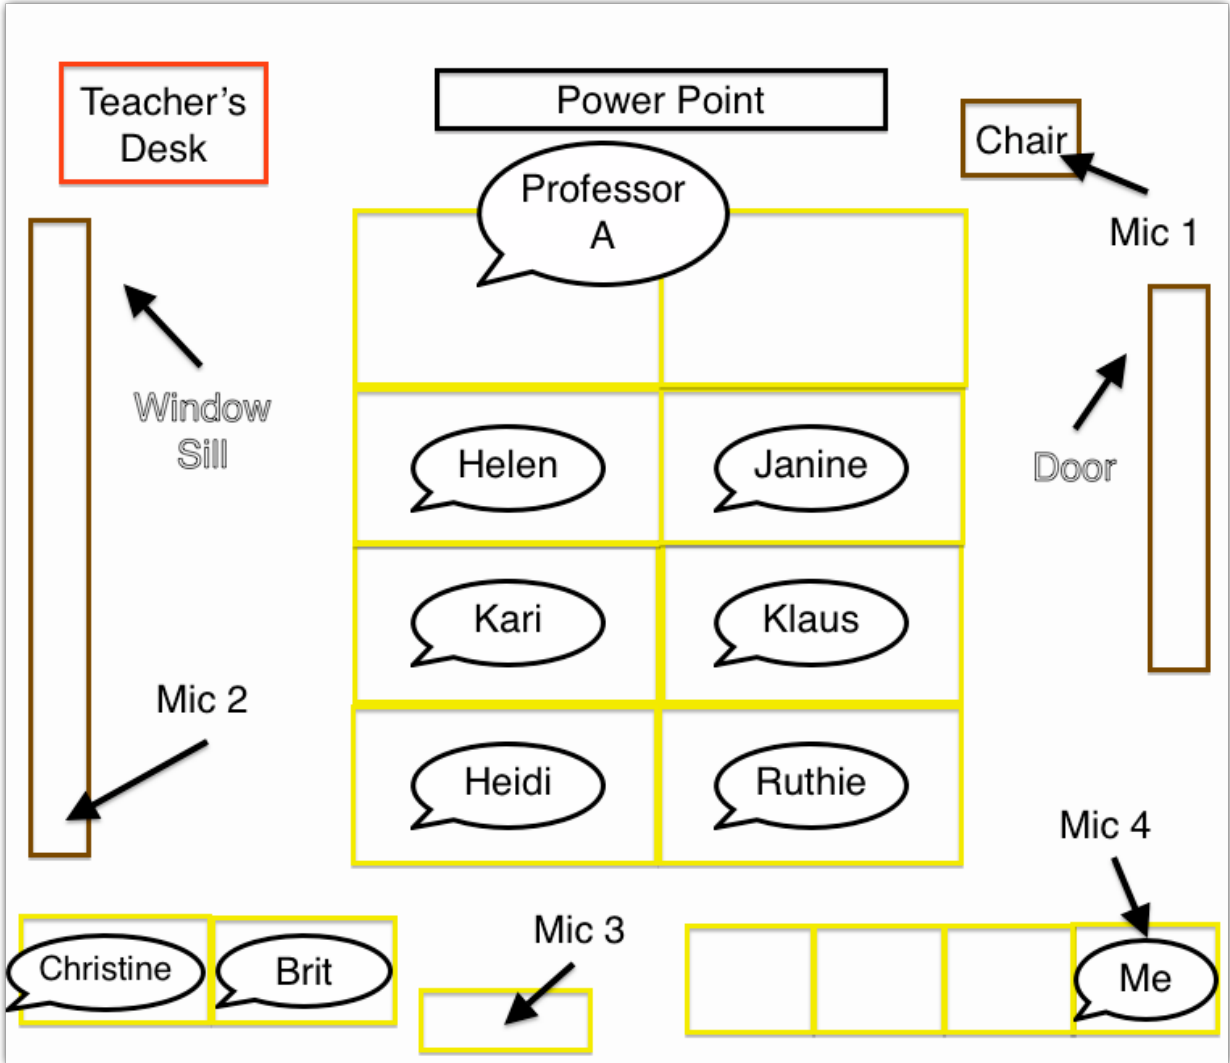 Teacher's
Desk
Power Point
Chair
Professor
A
Mic 1
Window
Sill
Door
Helen
Janine
Kari
Klaus
Mic 2
Heidi
Ruthie
Mic 4
Mic 3
Christine
Brit
Me